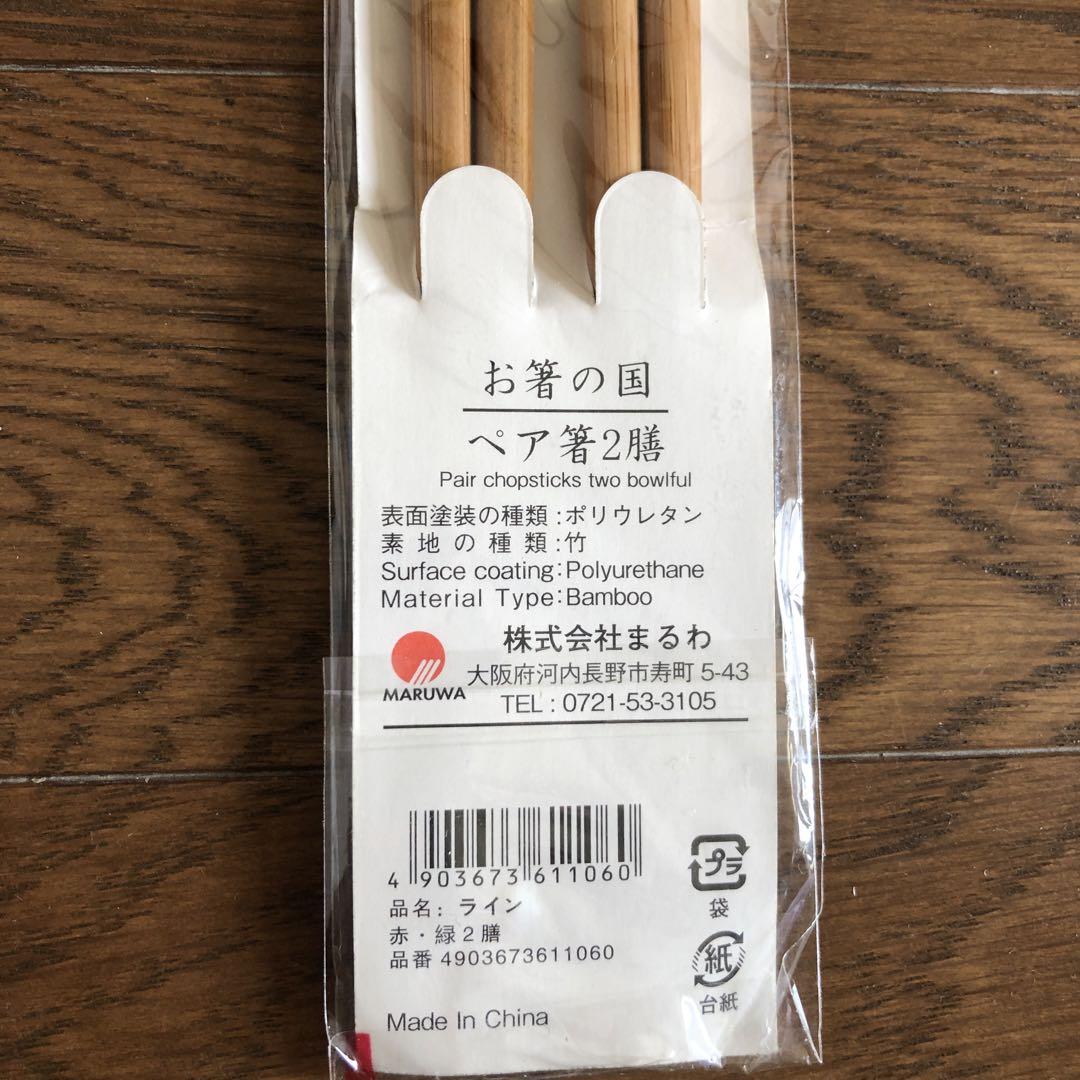 お箸の国
ペア箸2膳
Pair chopsticks two bowlful
表面塗装の種類:ポリウレタン
素地の種類:竹
Surface coating:Polyurethane
Material Type:Bamboo
MARUWA
株式会社まるわ
大阪府河内長野市寿町5-43
TEL : 0721-53-3105
4 903673 611060
品名: ライン
赤・緑2膳
品番 4903673611060
プラ
袋
紙
台紙
Made In China